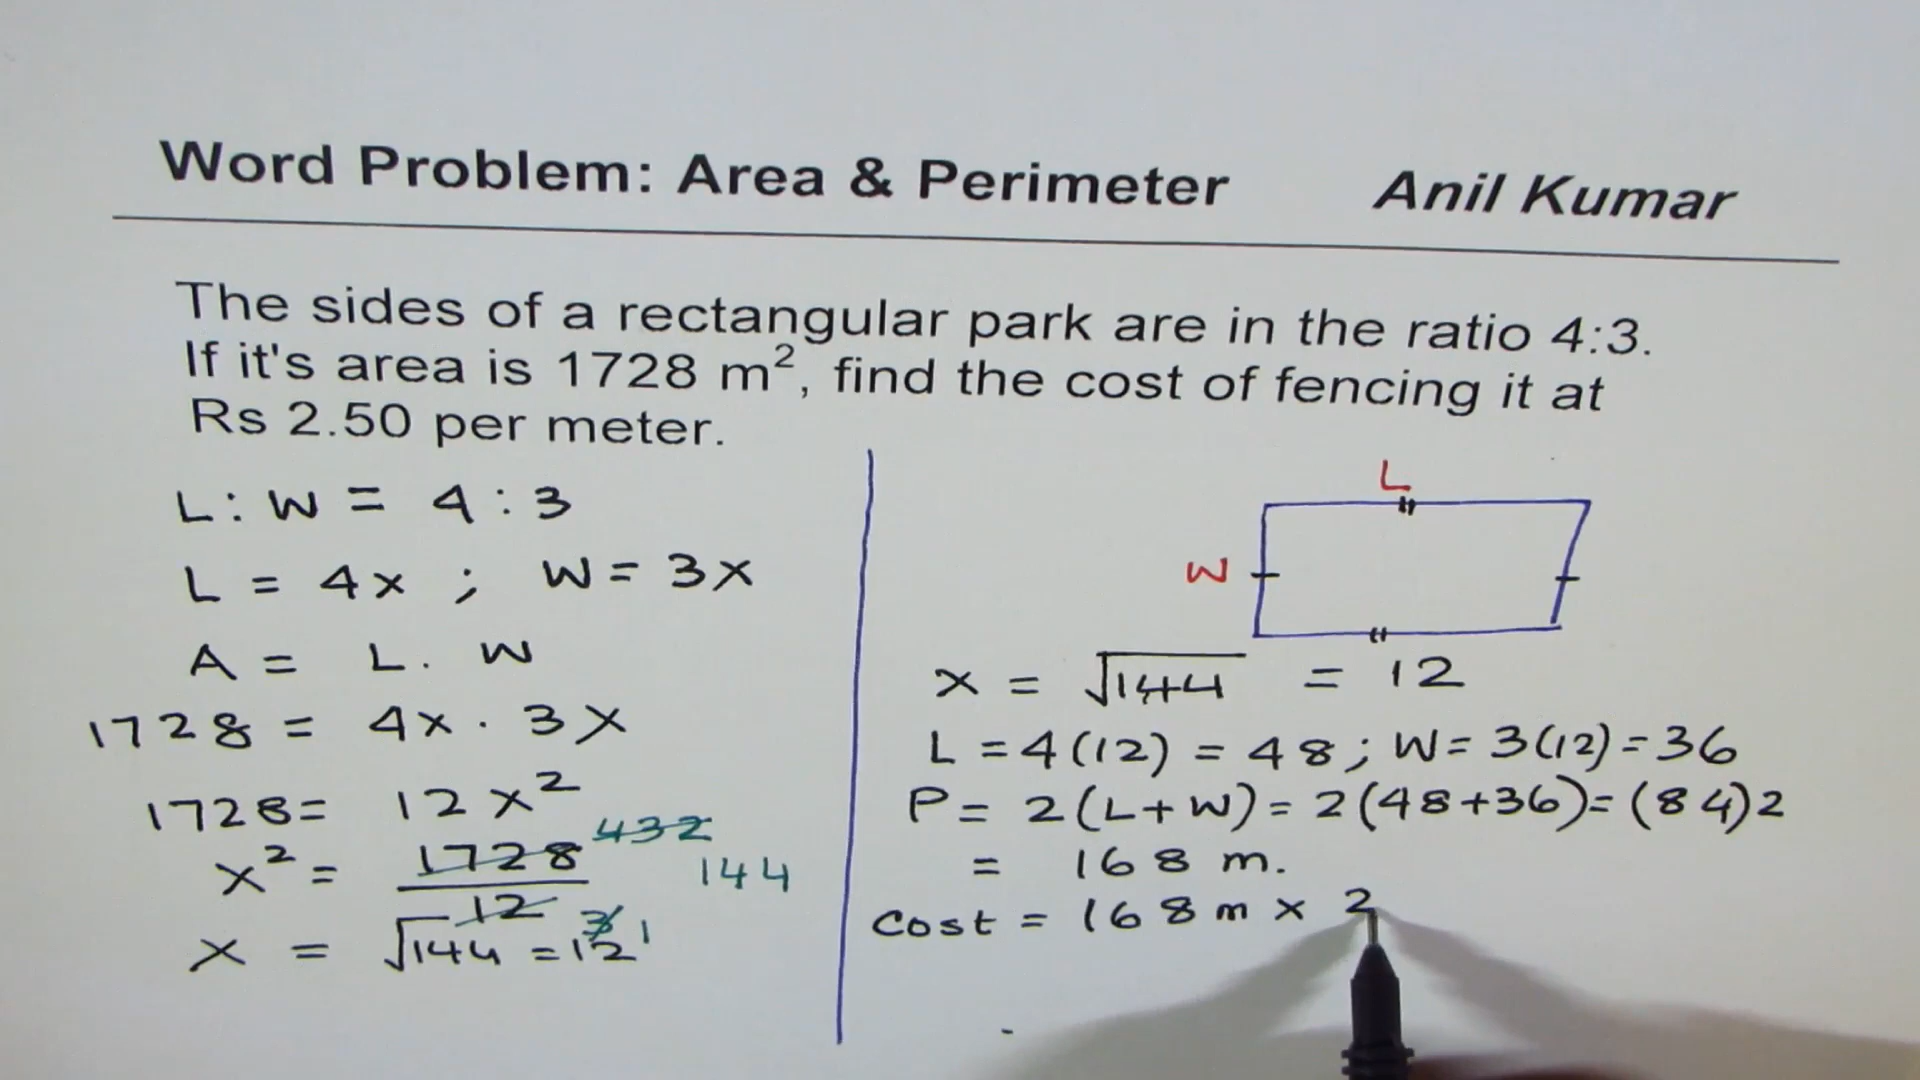 Word Problem: Area & Perimeter Anil Kumar
The sides of a rectangular park are in the ratio 4:3.
If it's area is 1728 m², find the cost of fencing it at
Rs 2.50 per meter.
L : W = 4 : 3
L = 4x ; W = 3x
A = L . W
1728 = 4x . 3x
1728 = 12x²
x² = 1728/12 432 144 3 1
x = √144 = 12
L
W
x = √144 = 12
L = 4(12) = 48 ; W = 3(12) = 36
P = 2(L+W) = 2(48+36) = (84)2
= 168 m.
Cost = 168 m x 2